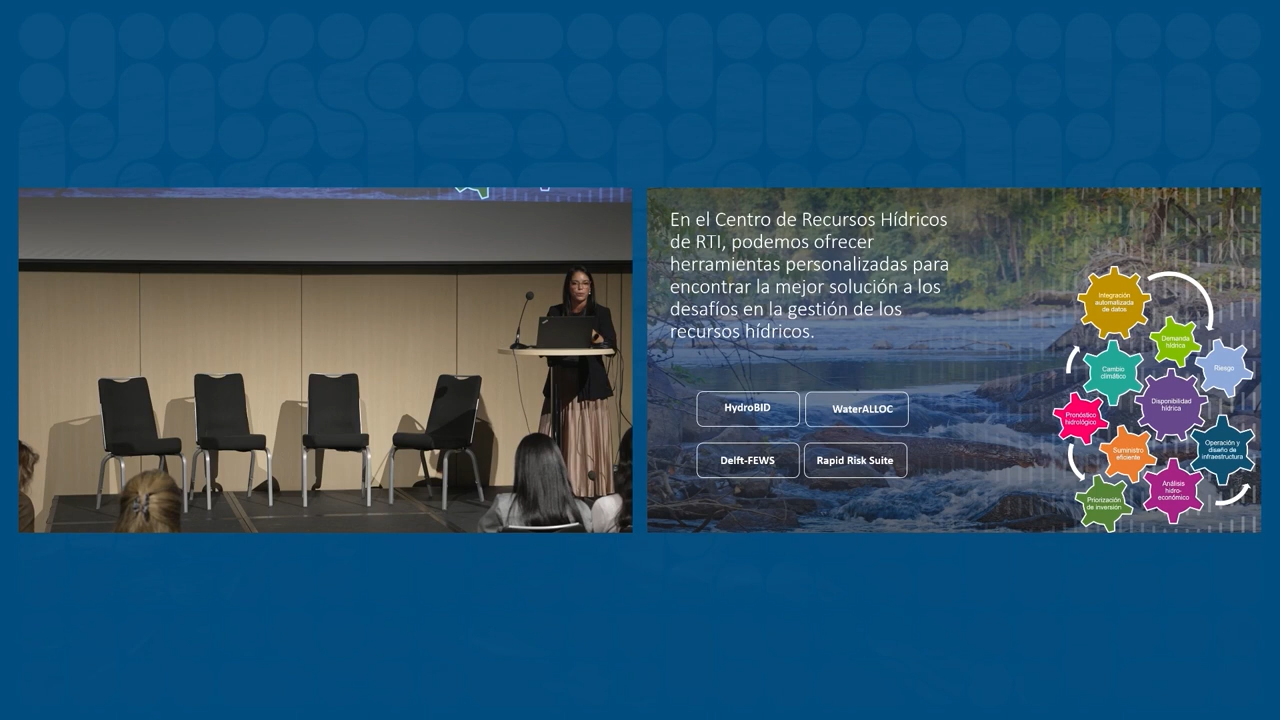 En el Centro de Recursos Hídricos
de RTI, podemos ofrecer
herramientas personalizadas para
encontrar la mejor solución a los
desafíos en la gestión de los
recursos hídricos.
HydroBID
WaterALLOC
Delft-FEWS
Rapid Risk Suite
Integración
automatizada
de datos
Demanda
hídrica
Riesgo
Cambio
climático
Disponibilidad
hídrica
Pronóstico
hidrológico
Operación y
diseño de
infraestructura
Suministro
eficiente
Análisis
hidro-
económico
Priorización
de inversión